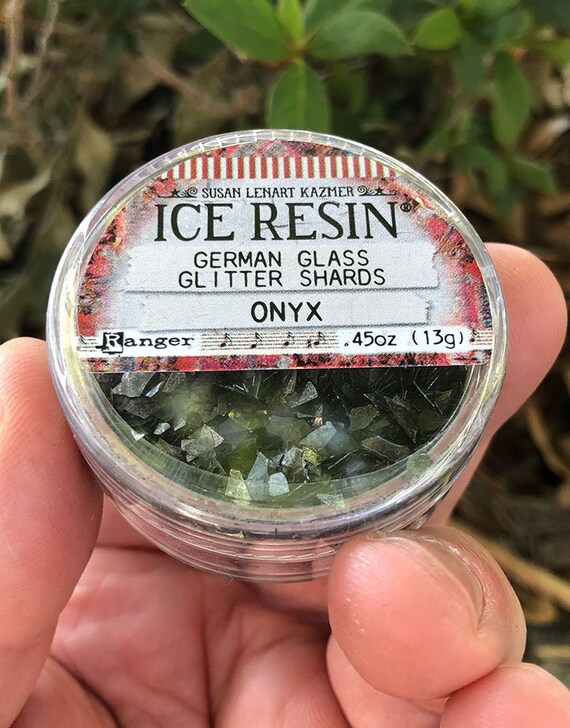 SUSAN LENART KAZMER
ICE RESIN®
GERMAN GLASS
GLITTER SHARDS
ONYX
Ranger .45oz (13g)